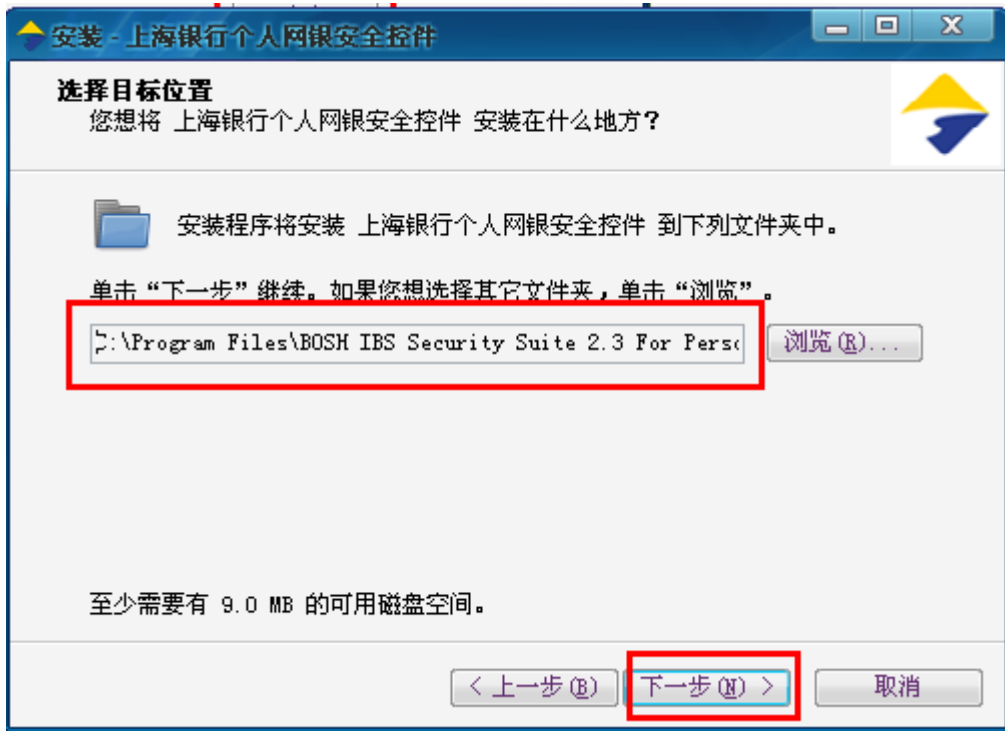 安装 - 上海银行个人网银安全控件
选择目标位置
您想将 上海银行个人网银安全控件 安装在什么地方?
安装程序将安装 上海银行个人网银安全控件 到下列文件夹中。
单击“下一步”继续。如果您想选择其它文件夹,单击“浏览”。
:\Program Files\BOSH IBS Security Suite 2.3 For Perso
浏览(R)...
至少需要有 9.0 MB 的可用磁盘空间。
< 上一步(B)
下一步(N) >
取消